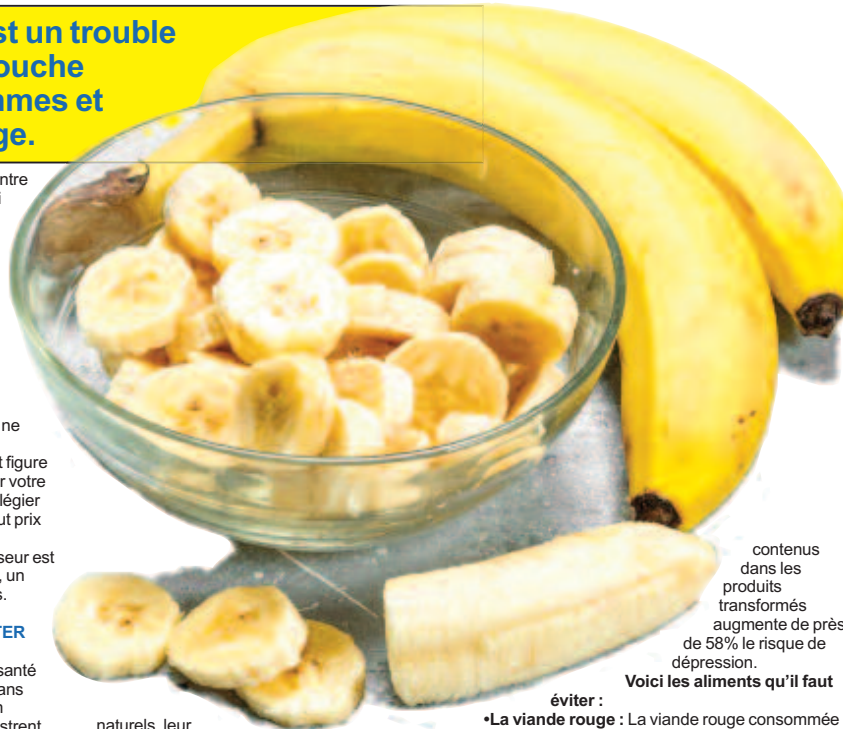 st un trouble
ouche
mes et
ge.
ntre
i
ne
t figure
r votre
légier
ut prix
seur est
, un
s.
TER
santé
ans
n
strent
naturels, leur
contenus
dans les
produits
transformés
augmente de près
de 58% le risque de
dépression.
Voici les aliments qu'il faut
éviter :
•La viande rouge : La viande rouge consommée